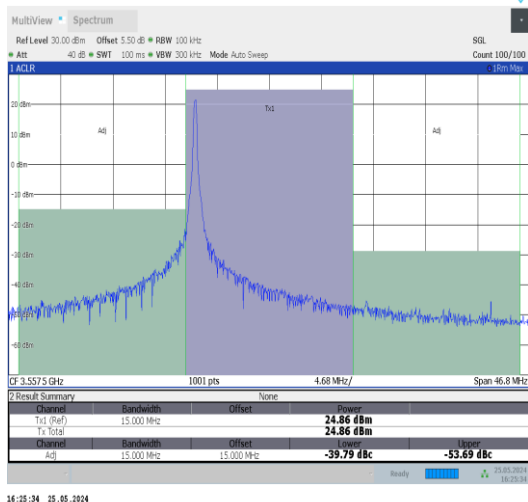 MultiView Spectrum
Ref Level 30.00 dBm Offset 5.50 dB RBW 100 kHz SGL
Att 40 dB SWT 100 ms VBW 300 kHz Mode Auto Sweep Count 100/100
1 ACLR 1Rm Max
20 dBm
Tx1
Adj Adj
10 dBm
0 dBm
-10 dBm
-20 dBm
-30 dBm
-40 dBm
-60 dBm
CF 3.5575 GHz 1001 pts 4.68 MHz/ Span 46.8 MHz
2 Result Summary None
Channel Bandwidth Offset Power
Tx1 (Ref) 15.000 MHz 24.86 dBm
Tx Total 24.86 dBm
Channel Bandwidth Offset Lower Upper
Adj 15.000 MHz 15.000 MHz -39.79 dBc -53.69 dBc
Ready 25.05.2024
16:25:34
16:25:34 25.05.2024